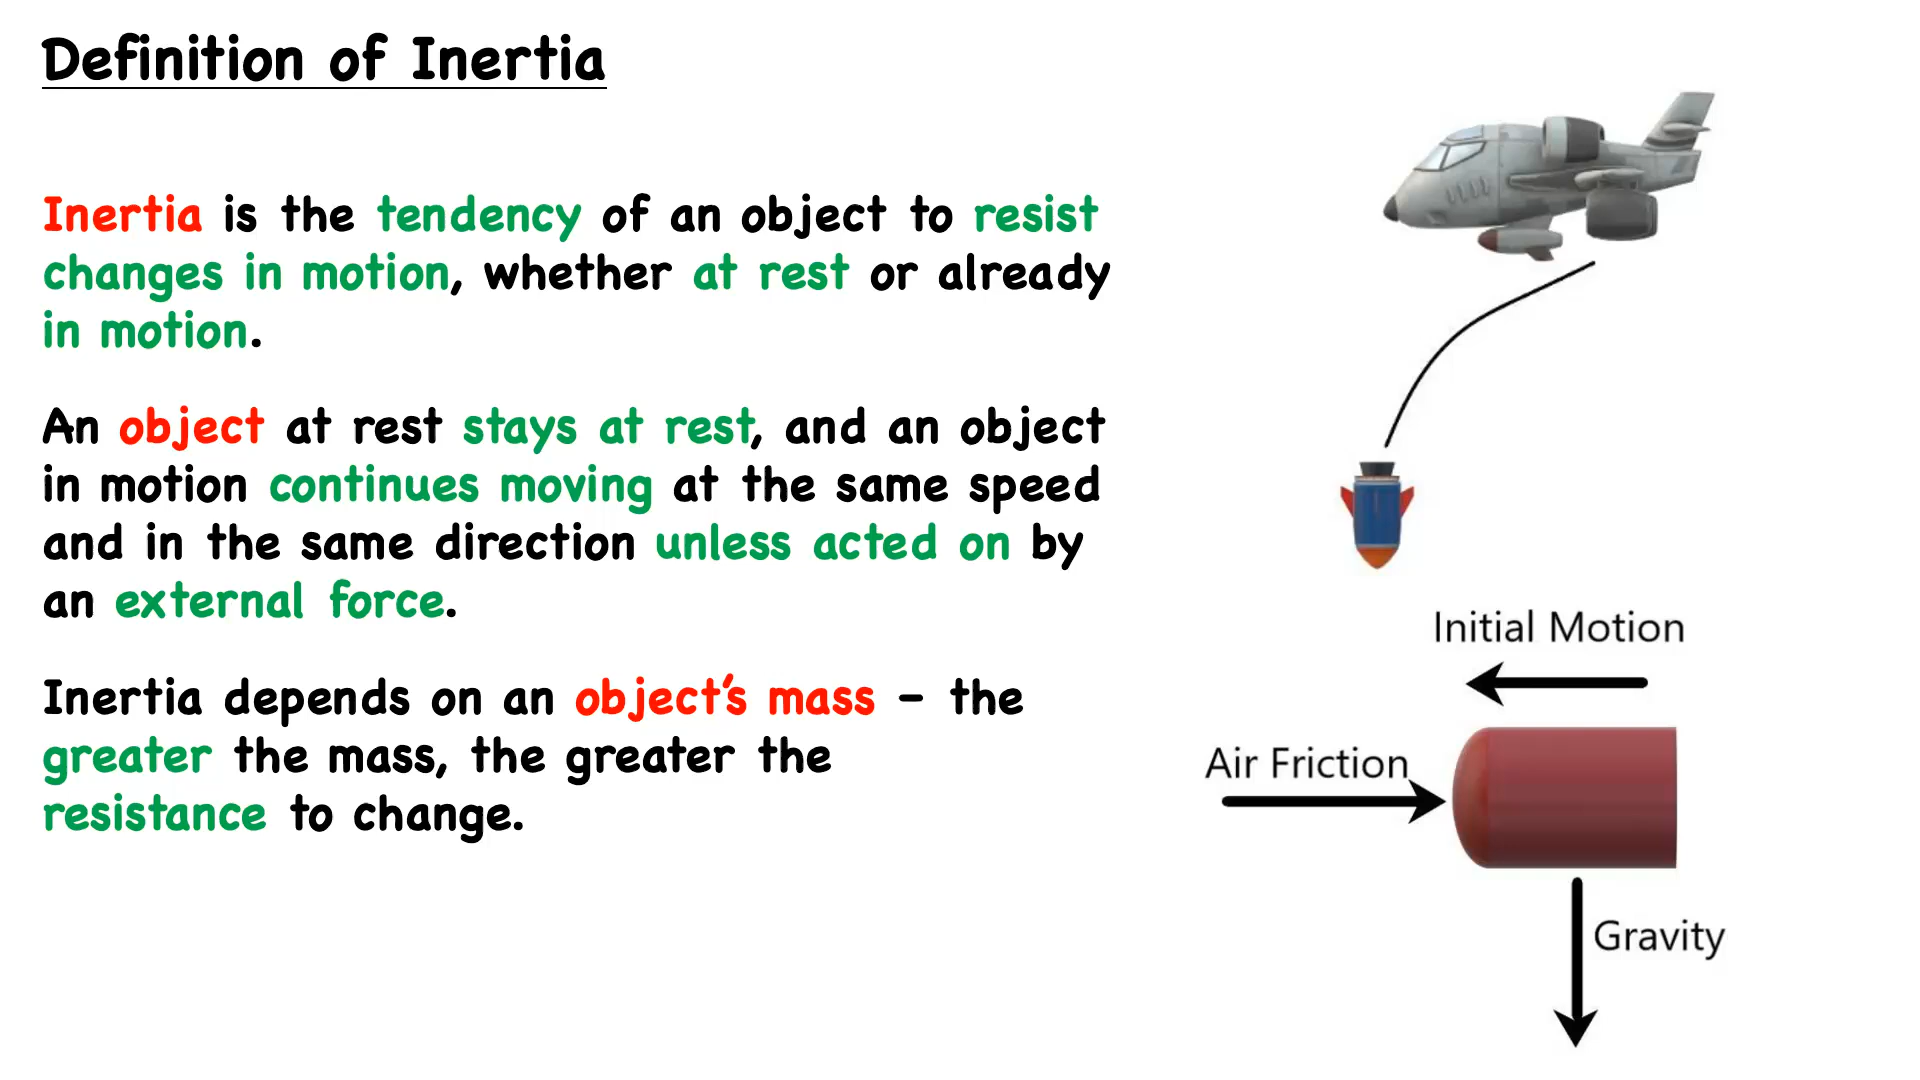 Definition of Inertia
Inertia is the tendency of an object to resist
changes in motion, whether at rest or already
in motion.
An object at rest stays at rest, and an object
in motion continues moving at the same speed
and in the same direction unless acted on by
an external force.
Inertia depends on an object's mass – the
greater the mass, the greater the
resistance to change.
Initial Motion
Air Friction
Gravity